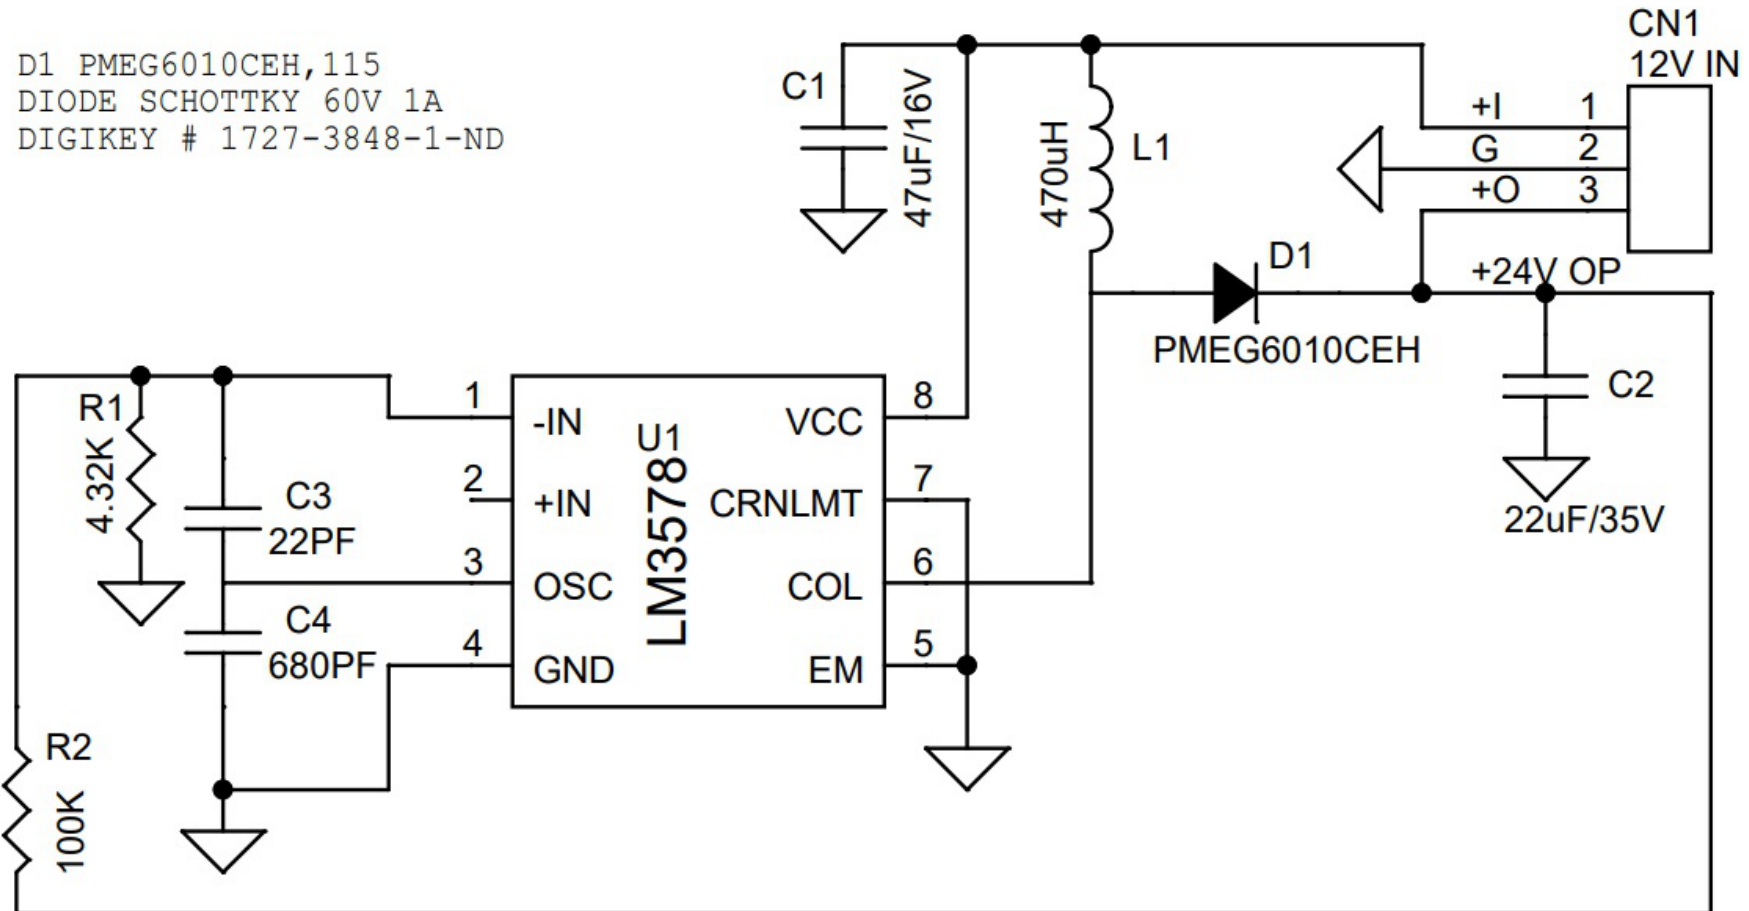 D1 PMEG6010CEH,115
DIODE SCHOTTKY 60V 1A
DIGIKEY # 1727-3848-1-ND
CN1
12V IN
C1
47uF/16V
470uH
L1
+I 1
G 2
+O 3
D1
+24V OP
PMEG6010CEH
C2
22uF/35V
R1
4.32K
C3
22PF
C4
680PF
R2
100K
1 -IN
2 +IN
3 OSC
4 GND
U1
LM3578
VCC 8
CRNLMT 7
COL 6
EM 5